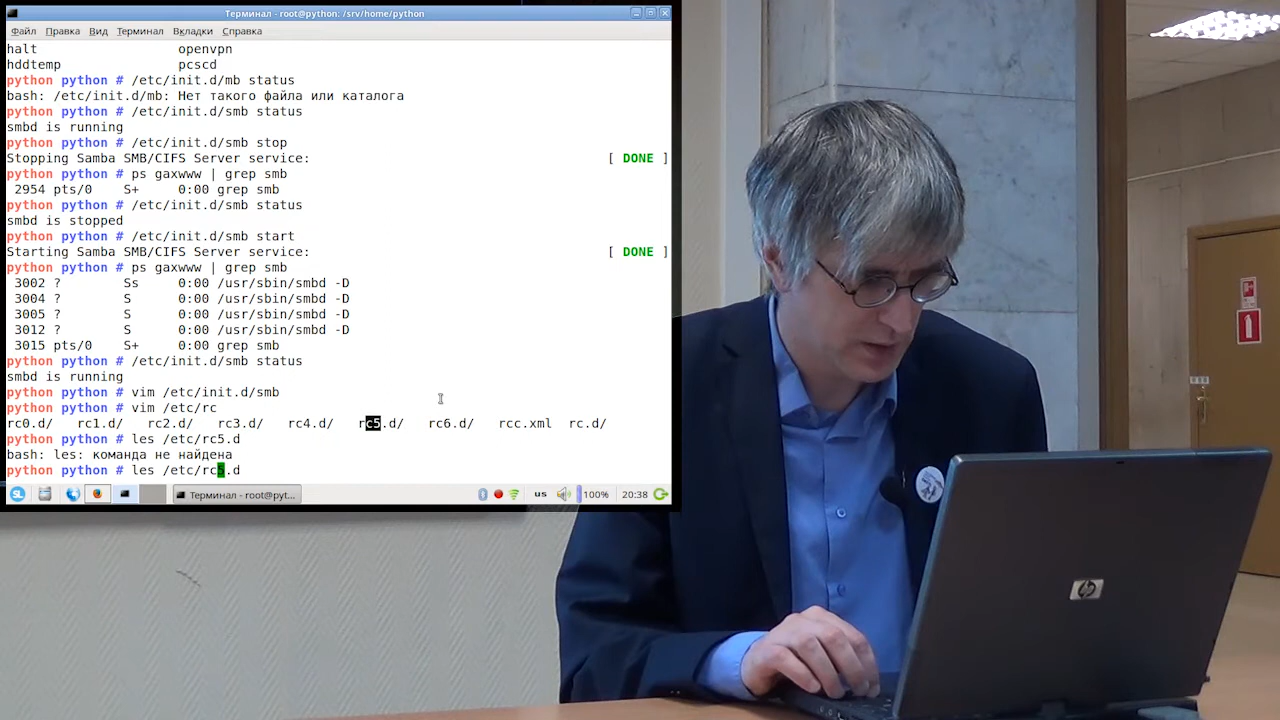 Терминал - root@python: /srv/home/python
Файл Правка Вид Терминал Вкладки Справка
halt openvpn
hddtemp pcscd
python python # /etc/init.d/mb status
bash: /etc/init.d/mb: Нет такого файла или каталога
python python # /etc/init.d/smb status
smbd is running
python python # /etc/init.d/smb stop
Stopping Samba SMB/CIFS Server service: [ DONE ]
python python # ps gaxwww | grep smb
2954 pts/0 S+ 0:00 grep smb
python python # /etc/init.d/smb status
smbd is stopped
python python # /etc/init.d/smb start
Starting Samba SMB/CIFS Server service: [ DONE ]
python python # ps gaxwww | grep smb
3002 ? Ss 0:00 /usr/sbin/smbd -D
3004 ? S 0:00 /usr/sbin/smbd -D
3005 ? S 0:00 /usr/sbin/smbd -D
3012 ? S 0:00 /usr/sbin/smbd -D
3015 pts/0 S+ 0:00 grep smb
python python # /etc/init.d/smb status
smbd is running
python python # vim /etc/init.d/smb
python python # vim /etc/rc
rc0.d/ rc1.d/ rc2.d/ rc3.d/ rc4.d/ rc5.d/ rc6.d/ rcc.xml rc.d/
python python # les /etc/rc5.d
bash: les: команда не найдена
python python # les /etc/rc5.d
SL Терминал - root@pyt... us 100% 20:38
hp